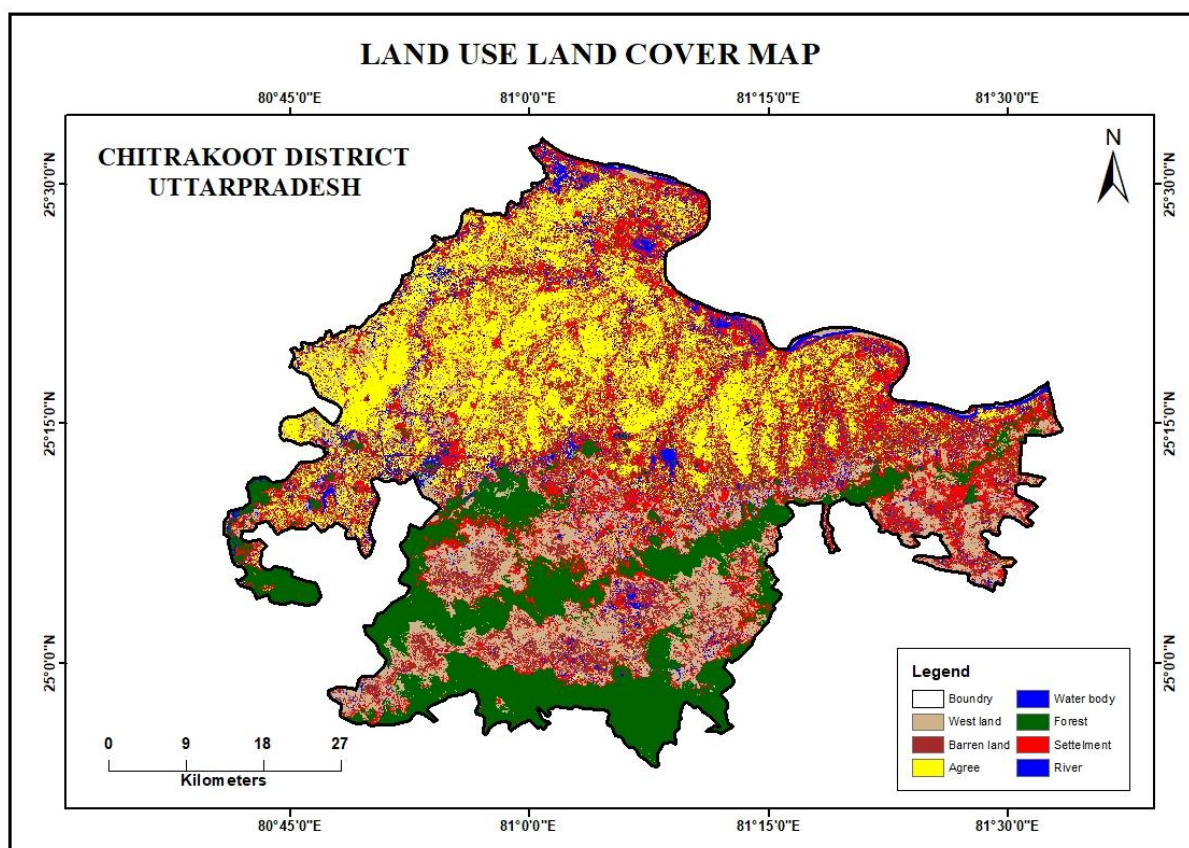 LAND USE LAND COVER MAP
80°45'0"E 81°0'0"E 81°15'0"E 81°30'0"E
CHITRAKOOT DISTRICT
UTTARPRADESH
N
25°30'0"N 25°30'0"N
25°15'0"N 25°15'0"N
25°0'0"N 25°0'0"N
Legend
Boundry Water body
West land Forest
Barren land Settelment
Agree River
0 9 18 27
Kilometers
80°45'0"E 81°0'0"E 81°15'0"E 81°30'0"E